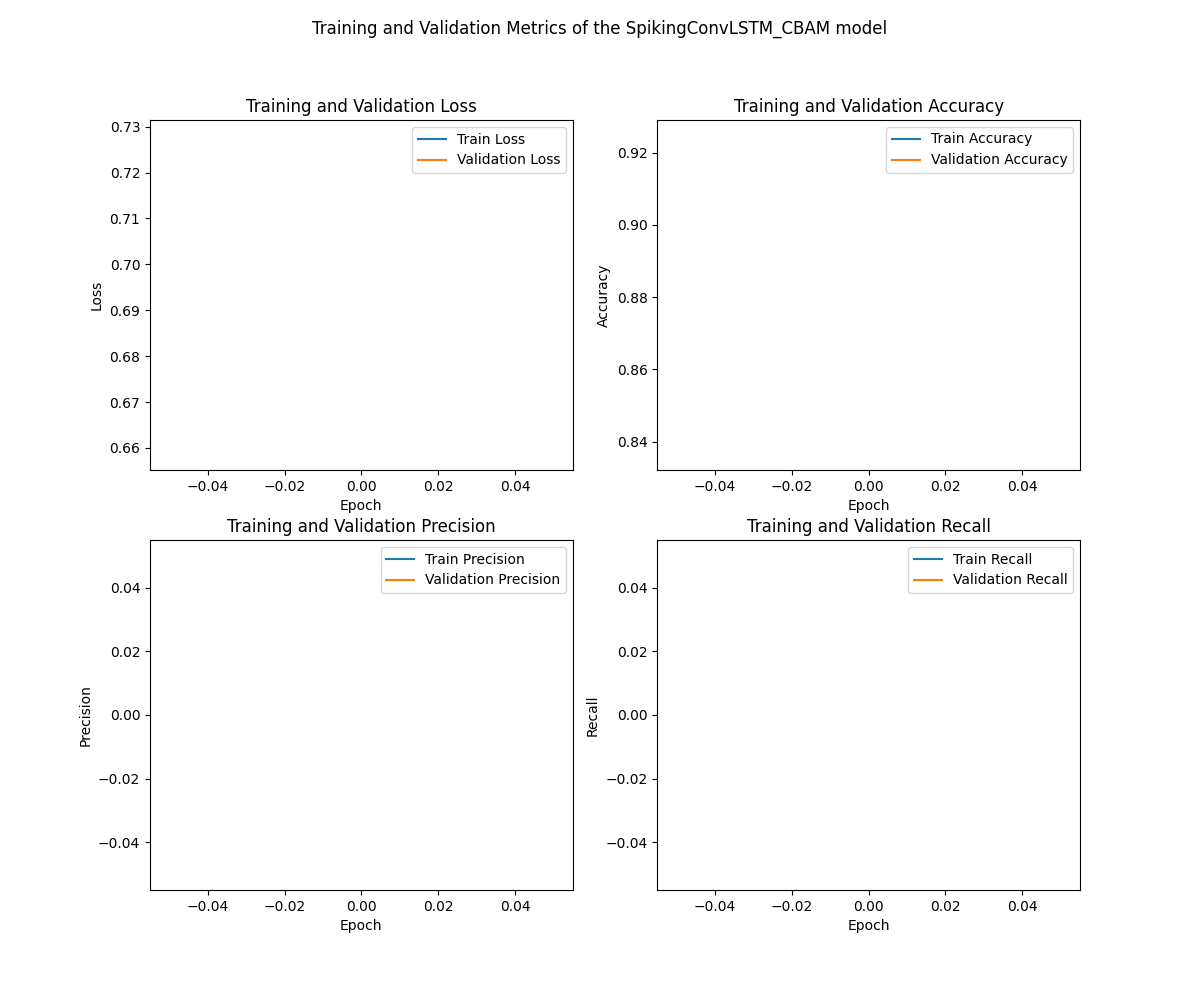 Training and Validation Metrics of the SpikingConvLSTM_CBAM model
Training and Validation Loss
0.73
0.72
0.71
0.70
0.69
0.68
0.67
0.66
Loss
Train Loss
Validation Loss
−0.04 −0.02 0.00 0.02 0.04
Epoch
Training and Validation Accuracy
0.92
0.90
0.88
0.86
0.84
Accuracy
Train Accuracy
Validation Accuracy
−0.04 −0.02 0.00 0.02 0.04
Epoch
Training and Validation Precision
0.04
0.02
0.00
−0.02
−0.04
Precision
Train Precision
Validation Precision
−0.04 −0.02 0.00 0.02 0.04
Epoch
Training and Validation Recall
0.04
0.02
0.00
−0.02
−0.04
Recall
Train Recall
Validation Recall
−0.04 −0.02 0.00 0.02 0.04
Epoch